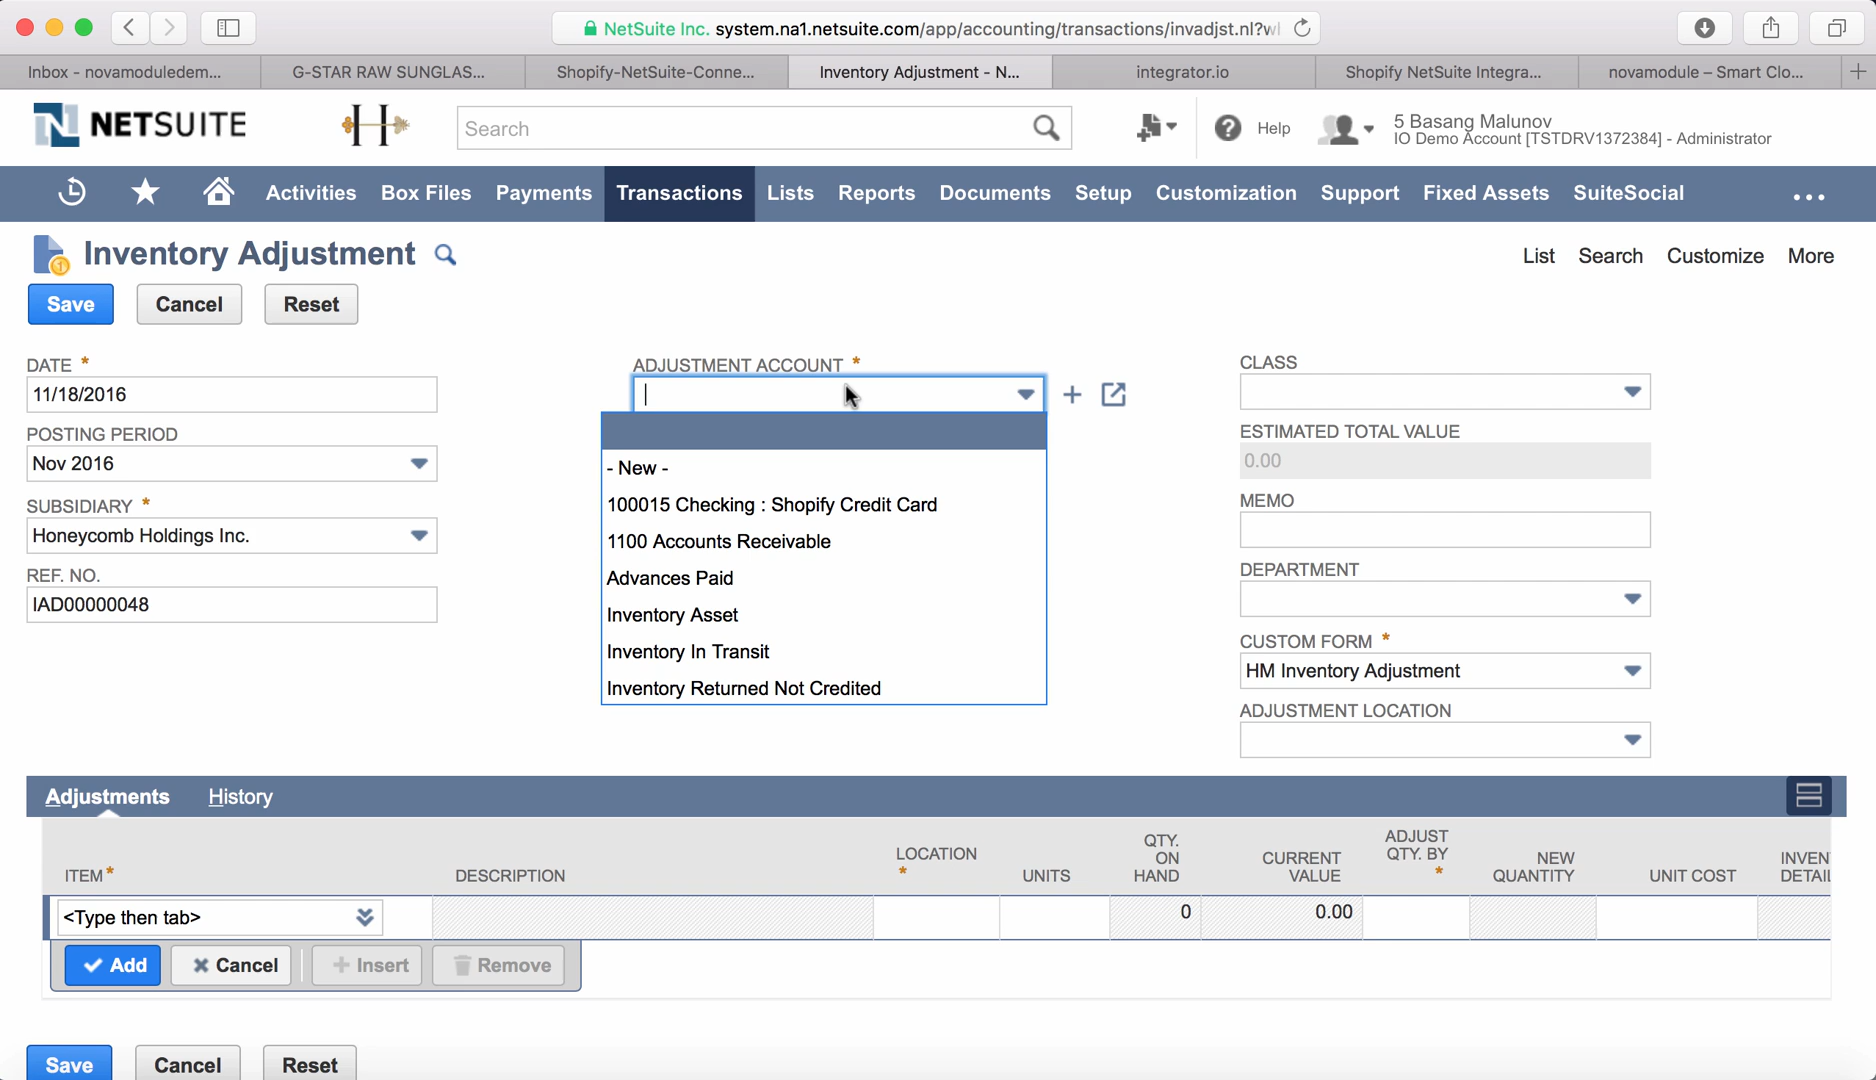 NetSuite Inc. system.na1.netsuite.com/app/accounting/transactions/invadjst.nl?w
Inbox - novamoduledem...
G-STAR RAW SUNGLAS...
Shopify-NetSuite-Conne...
Inventory Adjustment - N...
integrator.io
Shopify NetSuite Integra...
novamodule – Smart Clo...
NETSUITE
H
Search
Help
5 Basang Malunov
IO Demo Account [TSTDRV1372384] - Administrator
Activities
Box Files
Payments
Transactions
Lists
Reports
Documents
Setup
Customization
Support
Fixed Assets
SuiteSocial
Inventory Adjustment
List
Search
Customize
More
Save
Cancel
Reset
DATE *
11/18/2016
POSTING PERIOD
Nov 2016
SUBSIDIARY *
Honeycomb Holdings Inc.
REF. NO.
IAD00000048
ADJUSTMENT ACCOUNT *
- New -
100015 Checking : Shopify Credit Card
1100 Accounts Receivable
Advances Paid
Inventory Asset
Inventory In Transit
Inventory Returned Not Credited
CLASS
ESTIMATED TOTAL VALUE
0.00
MEMO
DEPARTMENT
CUSTOM FORM *
HM Inventory Adjustment
ADJUSTMENT LOCATION
Adjustments
History
ITEM *
DESCRIPTION
LOCATION *
UNITS
QTY. ON HAND
CURRENT VALUE
ADJUST QTY. BY *
NEW QUANTITY
UNIT COST
INVEN
DETAIL
<Type then tab>
0
0.00
Add
Cancel
Insert
Remove
Save
Cancel
Reset